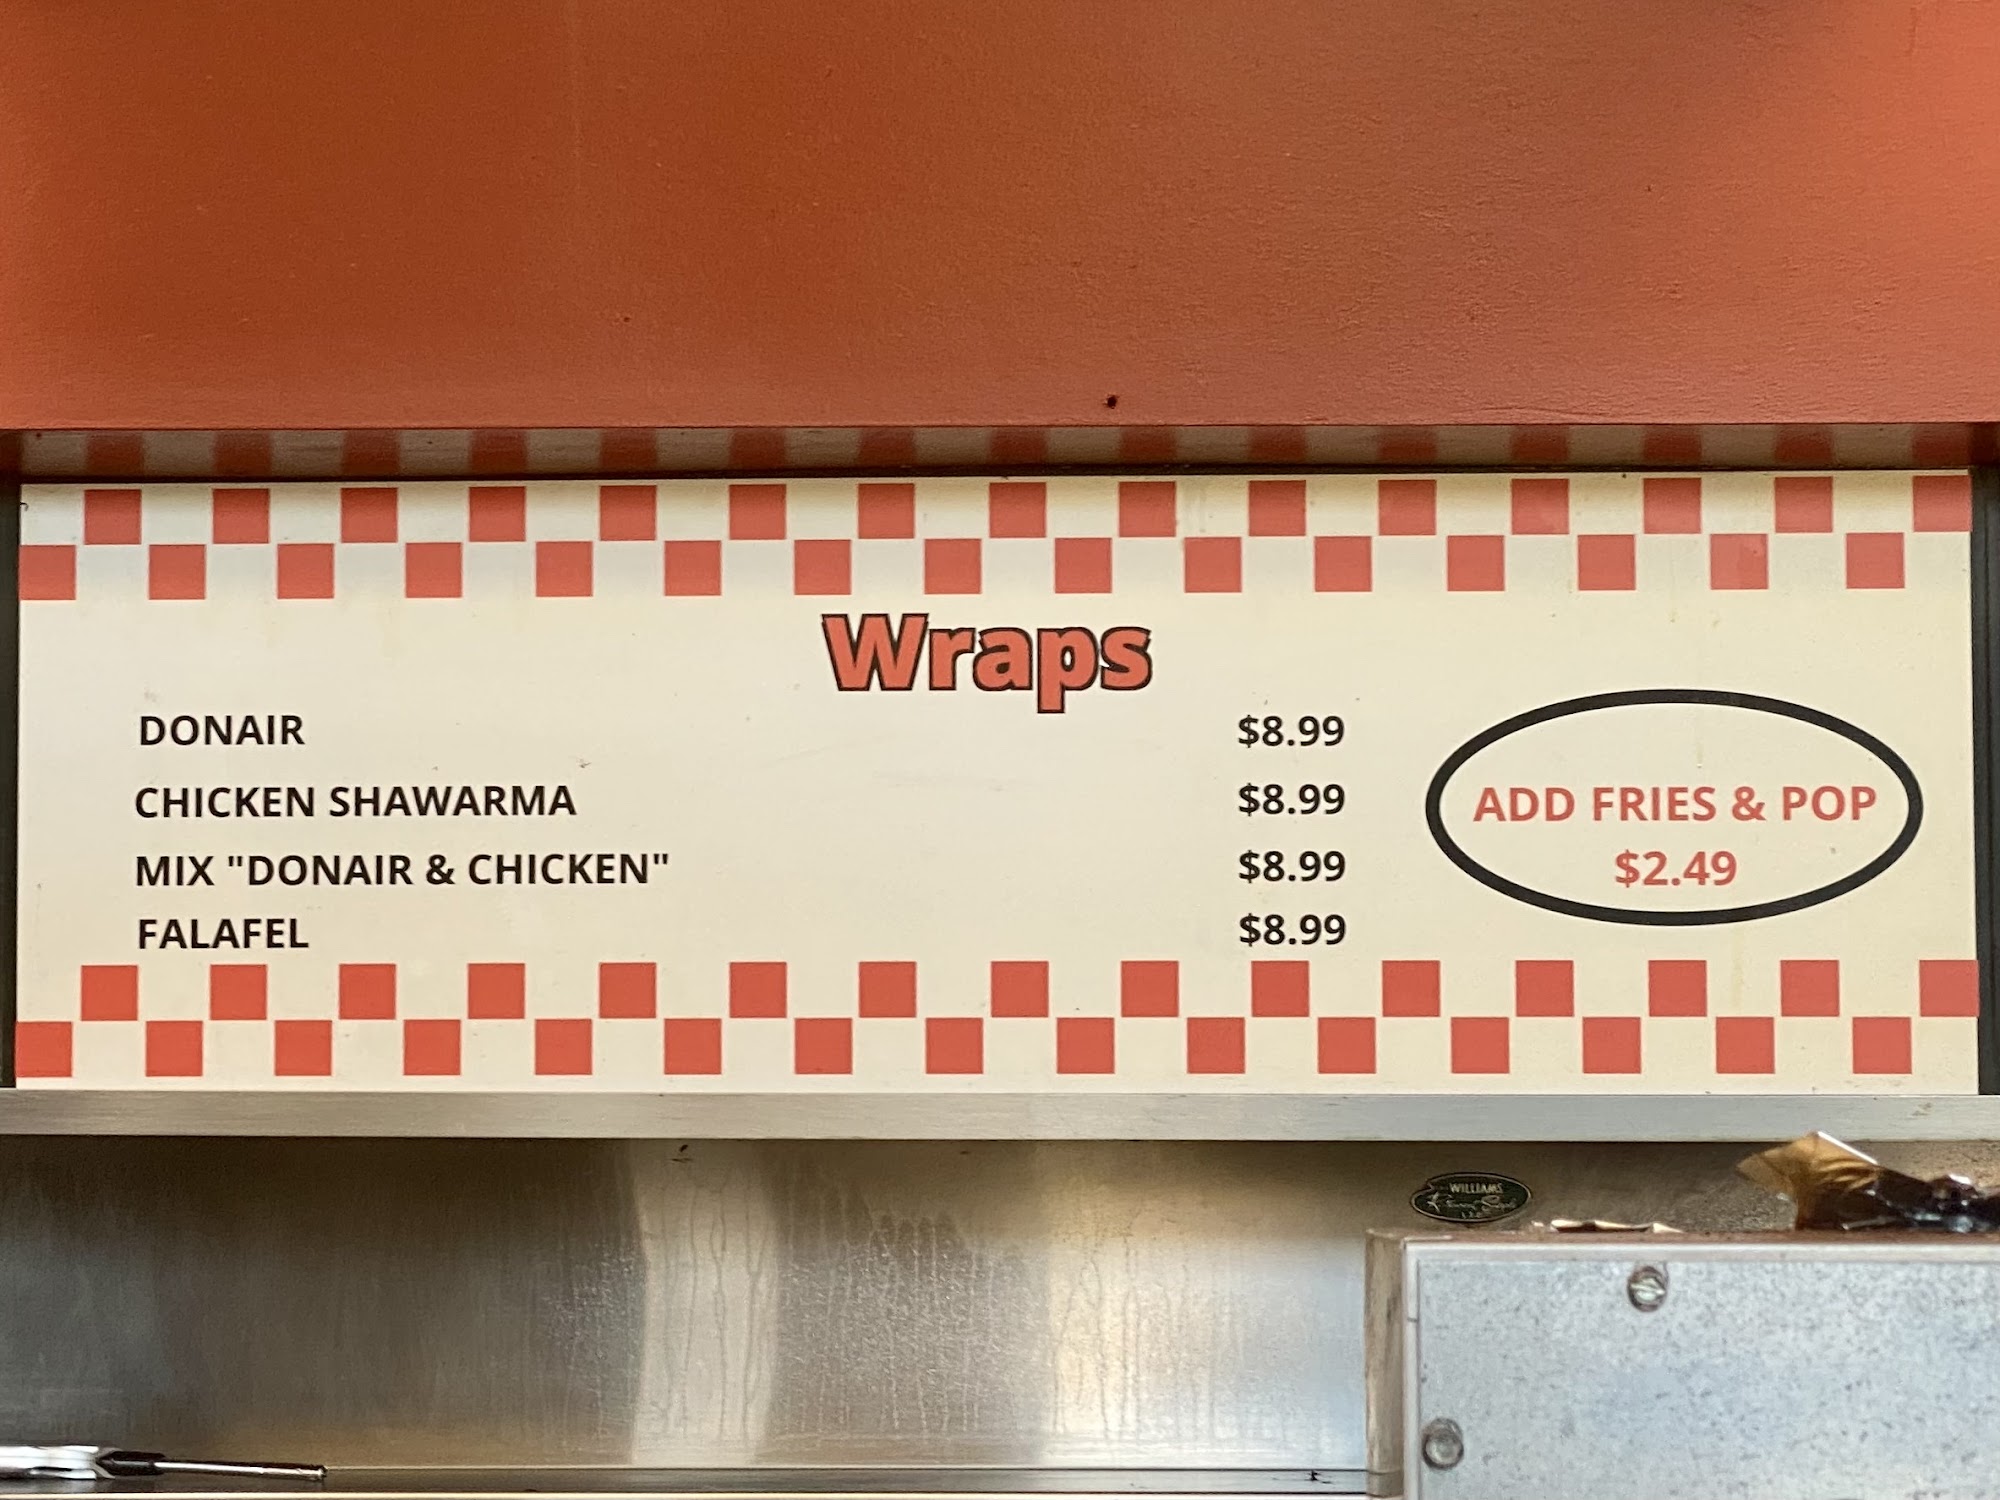 Wraps
DONAIR $8.99
CHICKEN SHAWARMA $8.99
MIX "DONAIR & CHICKEN" $8.99
FALAFEL $8.99
ADD FRIES & POP
$2.49
WILLIAMS